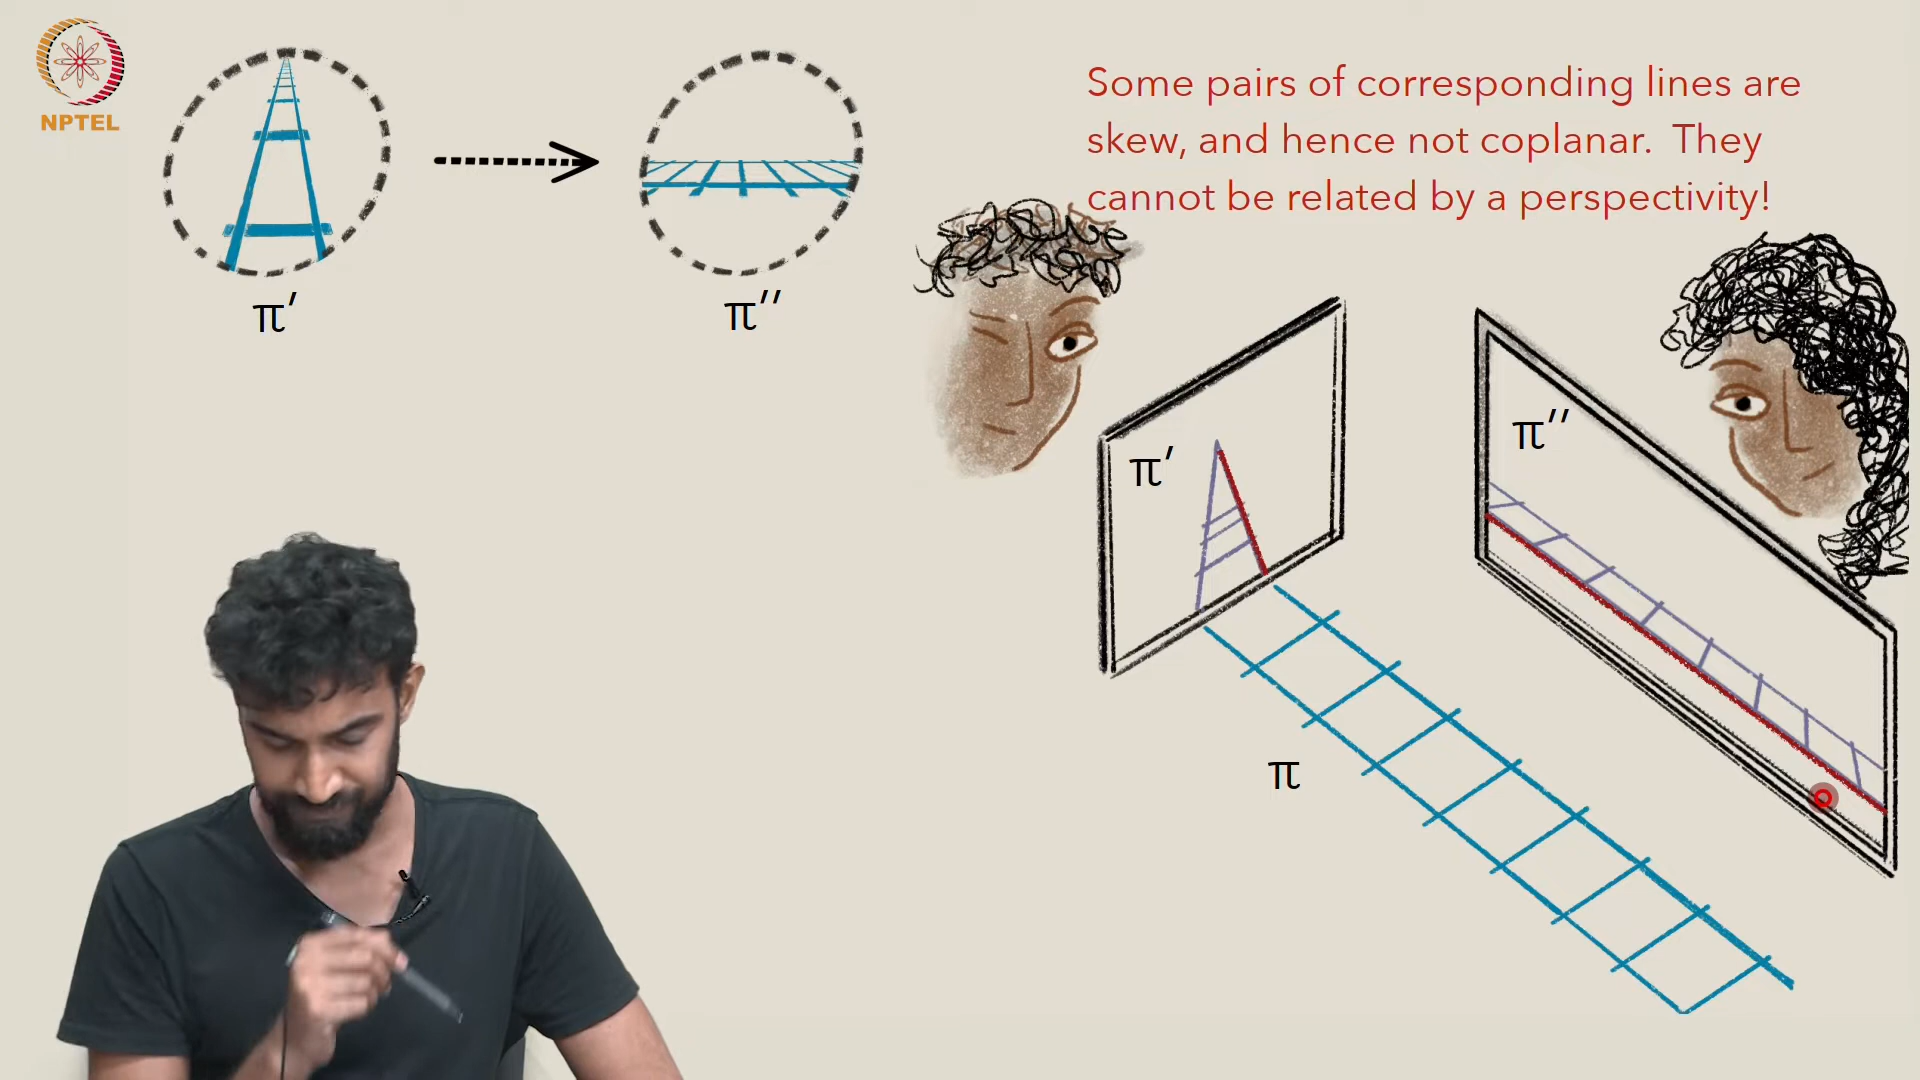 NPTEL
π′
π′′
Some pairs of corresponding lines are
skew, and hence not coplanar. They
cannot be related by a perspectivity!
π′
π′′
π